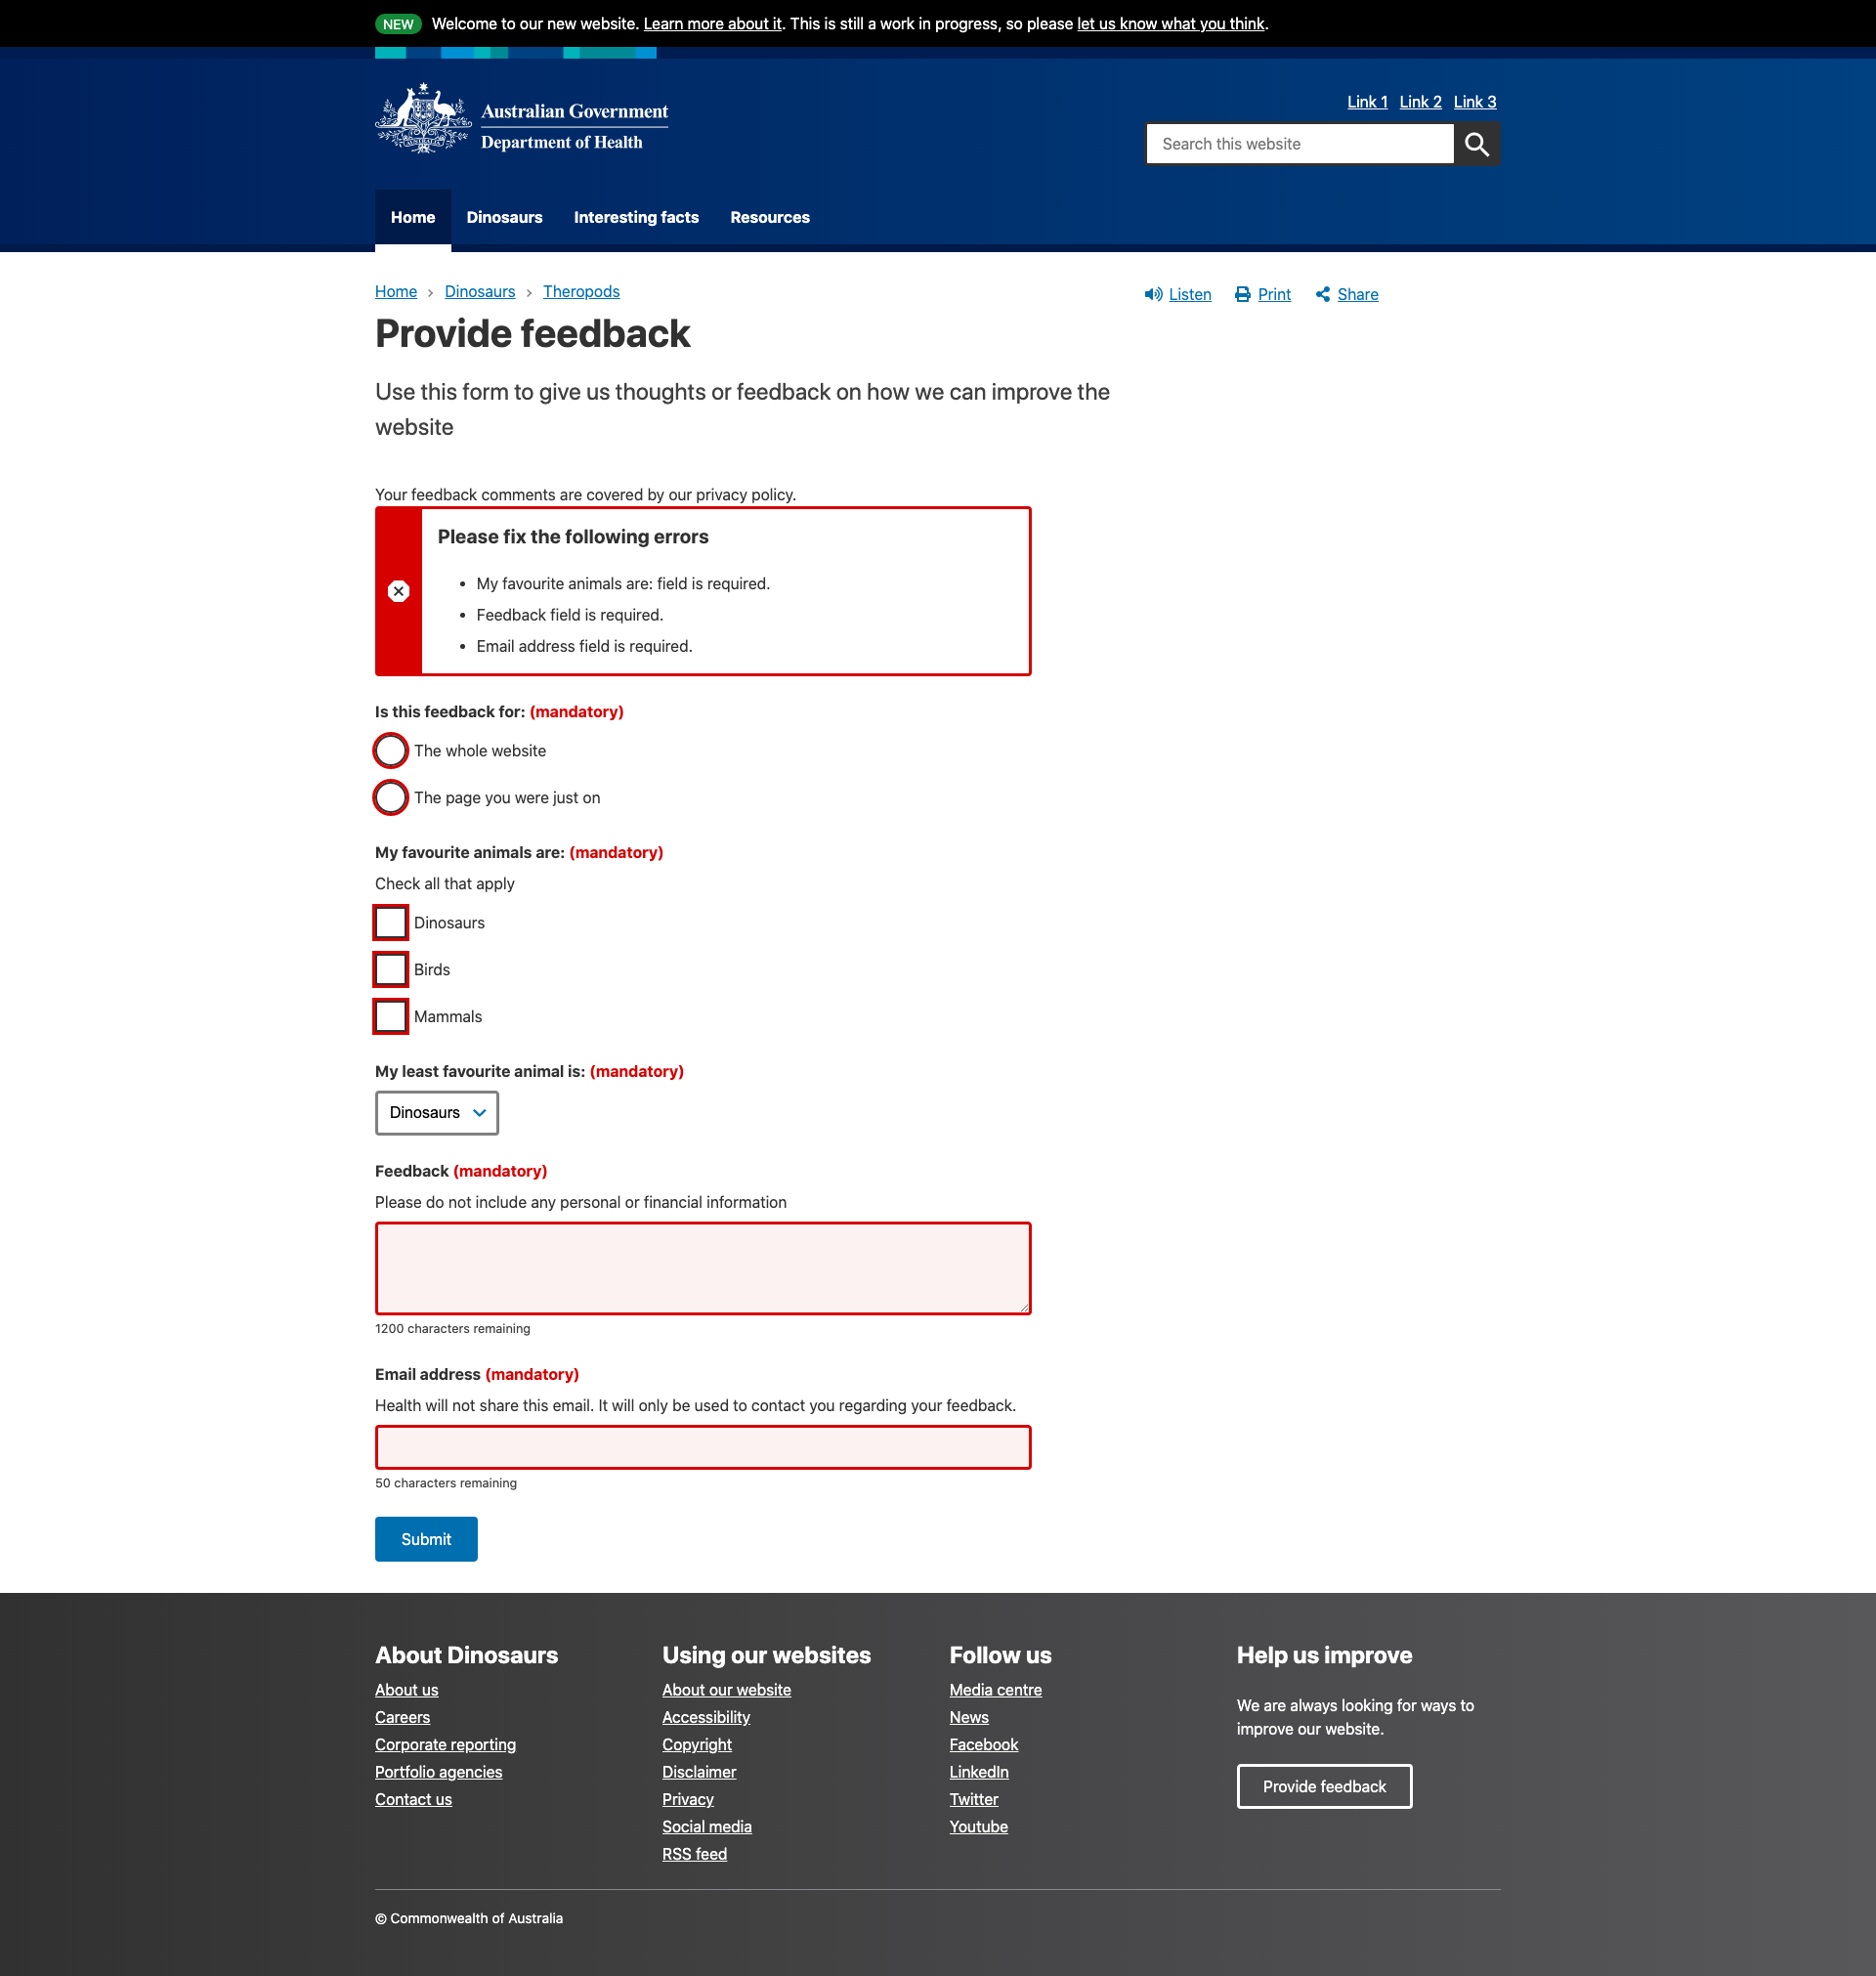 NEW Welcome to our new website. Learn more about it. This is still a work in progress, so please let us know what you think.
Australian Government
Department of Health
Link 1 Link 2 Link 3
Search this website
Home Dinosaurs Interesting facts Resources
Home › Dinosaurs › Theropods
Listen Print Share
Provide feedback
Use this form to give us thoughts or feedback on how we can improve the
website
Your feedback comments are covered by our privacy policy.
Please fix the following errors
• My favourite animals are: field is required.
• Feedback field is required.
• Email address field is required.
Is this feedback for: (mandatory)
The whole website
The page you were just on
My favourite animals are: (mandatory)
Check all that apply
Dinosaurs
Birds
Mammals
My least favourite animal is: (mandatory)
Dinosaurs
Feedback (mandatory)
Please do not include any personal or financial information
1200 characters remaining
Email address (mandatory)
Health will not share this email. It will only be used to contact you regarding your feedback.
50 characters remaining
Submit
About Dinosaurs
About us
Careers
Corporate reporting
Portfolio agencies
Contact us
Using our websites
About our website
Accessibility
Copyright
Disclaimer
Privacy
Social media
RSS feed
Follow us
Media centre
News
Facebook
LinkedIn
Twitter
Youtube
Help us improve
We are always looking for ways to
improve our website.
Provide feedback
© Commonwealth of Australia